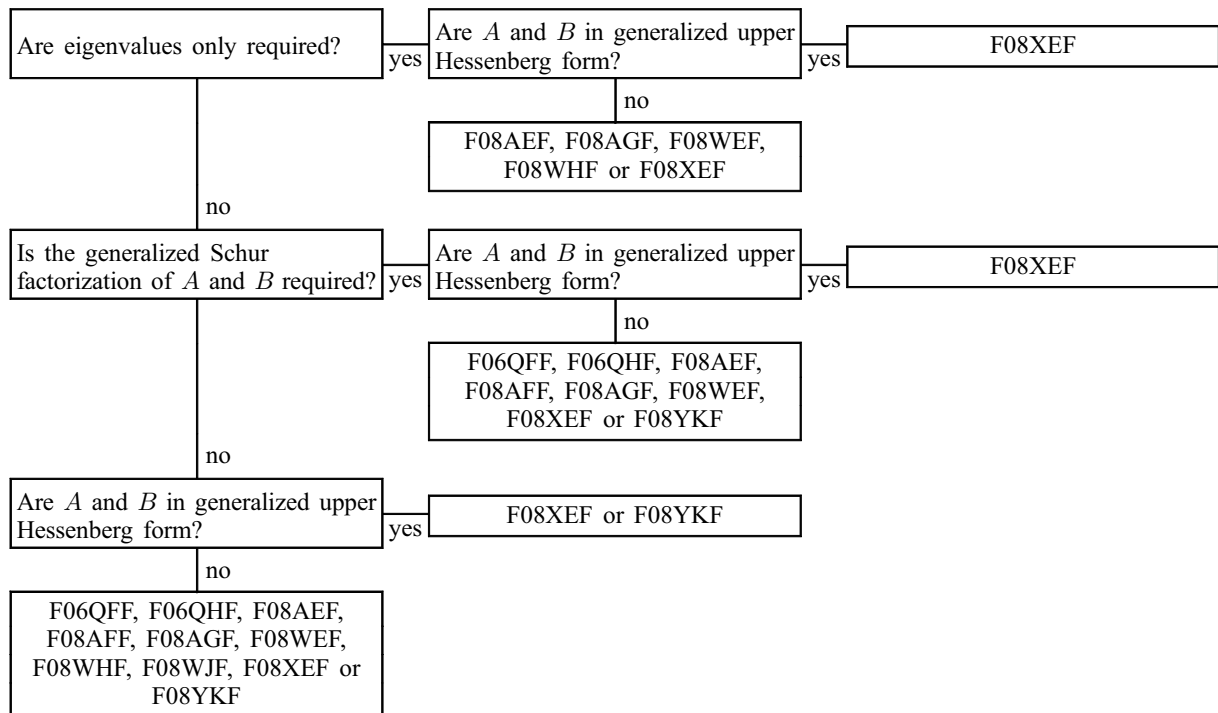 Are eigenvalues only required?
yes
Are A and B in generalized upper
Hessenberg form?
yes
F08XEF
no
F08AEF, F08AGF, F08WEF,
F08WHF or F08XEF
no
Is the generalized Schur
factorization of A and B required?
yes
Are A and B in generalized upper
Hessenberg form?
yes
F08XEF
no
F06QFF, F06QHF, F08AEF,
F08AFF, F08AGF, F08WEF,
F08XEF or F08YKF
no
Are A and B in generalized upper
Hessenberg form?
yes
F08XEF or F08YKF
no
F06QFF, F06QHF, F08AEF,
F08AFF, F08AGF, F08WEF,
F08WHF, F08WJF, F08XEF or
F08YKF